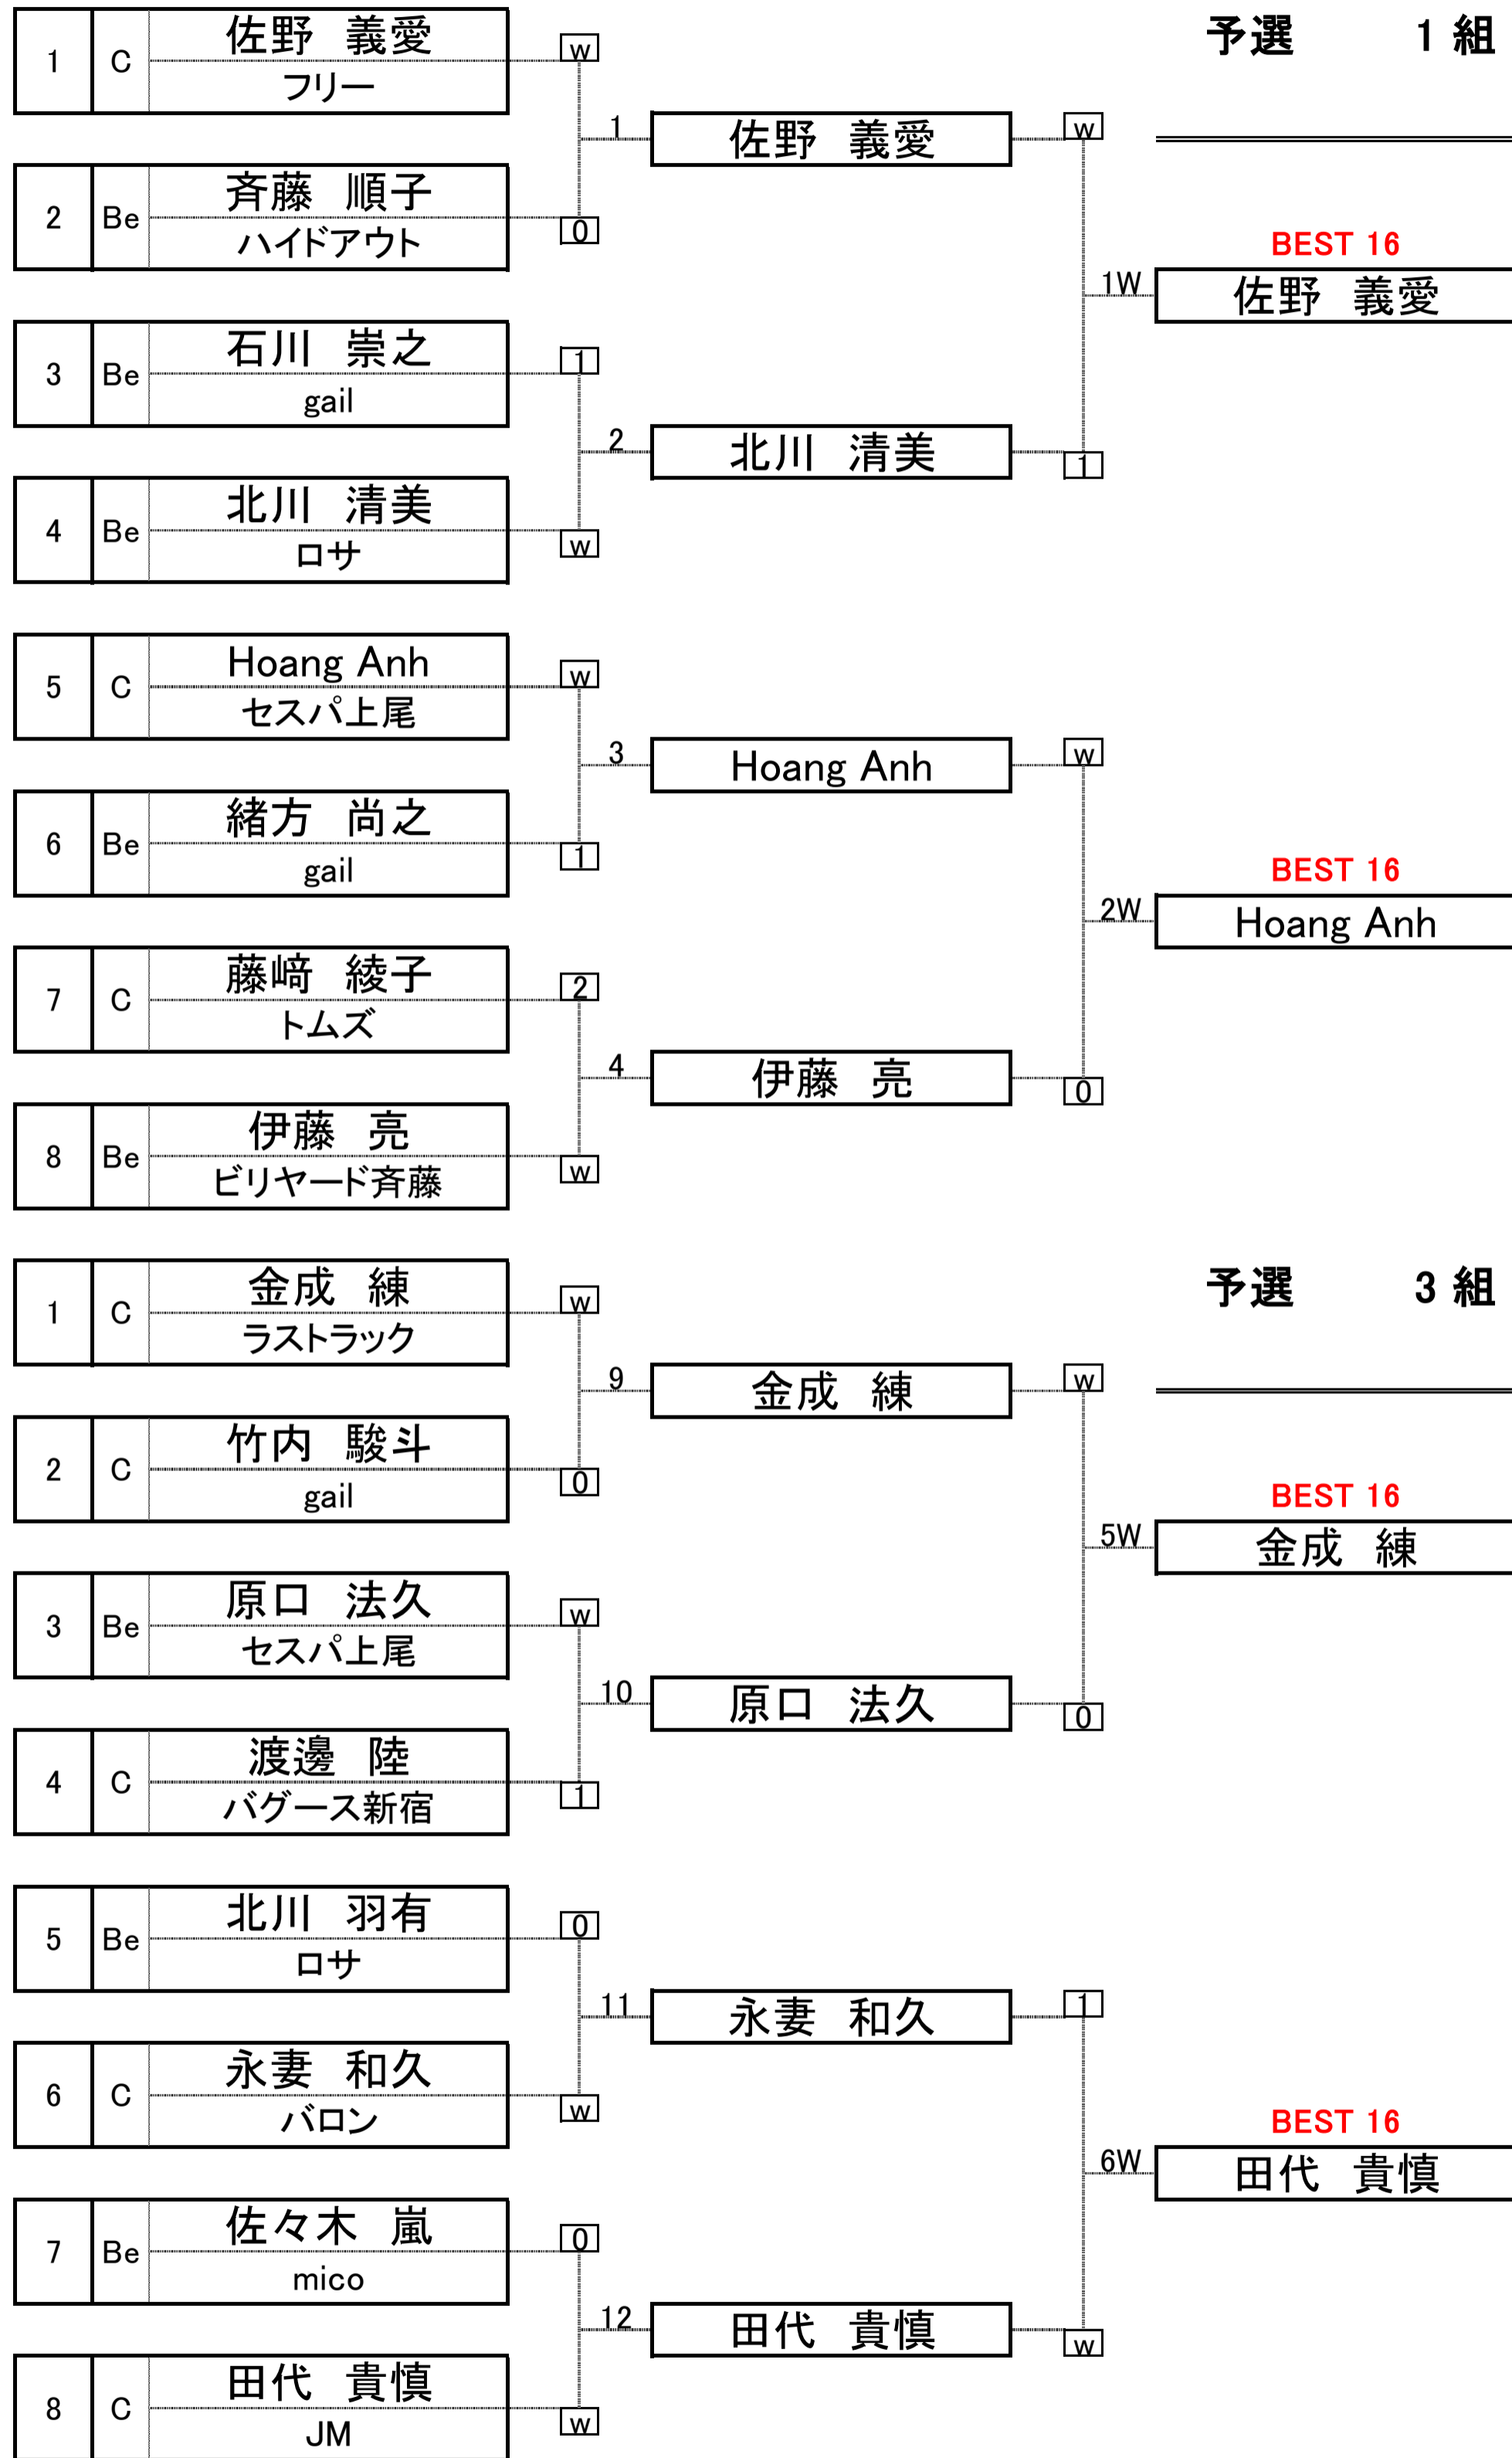 予選 1 組
1 C 佐野 義愛
フリー
w
1 佐野 義愛 w
2 Be 斉藤 順子
ハイドアウト
0
BEST 16
1W 佐野 義愛
3 Be 石川 崇之
gail
1
2 北川 清美 1
4 Be 北川 清美
ロサ
w
5 C Hoang Anh
セスパ上尾
w
3 Hoang Anh w
6 Be 緒方 尚之
gail
1
BEST 16
2W Hoang Anh
7 C 藤﨑 綾子
トムズ
2
4 伊藤 亮 0
8 Be 伊藤 亮
ビリヤード斉藤
w
予選 3 組
1 C 金成 練
ラストラック
w
9 金成 練 w
2 C 竹内 駿斗
gail
0
BEST 16
5W 金成 練
3 Be 原口 法久
セスパ上尾
w
10 原口 法久 0
4 C 渡邊 陸
バグース新宿
1
5 Be 北川 羽有
ロサ
0
11 永妻 和久 1
6 C 永妻 和久
バロン
w
BEST 16
6W 田代 貴慎
7 Be 佐々木 嵐
mico
0
12 田代 貴慎 w
8 C 田代 貴慎
JM
w